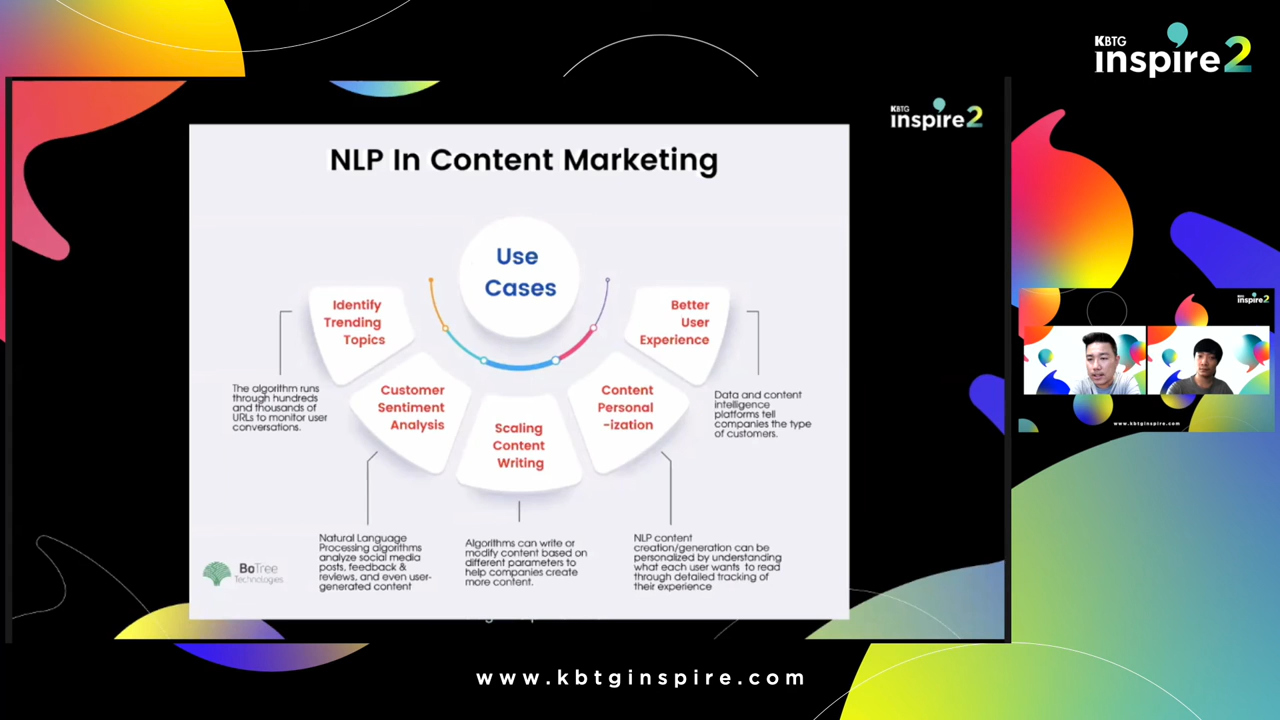 KBTG
inspire2
KBTG
inspire2
NLP In Content Marketing
Use
Cases
Identify
Trending
Topics
Better
User
Experience
The algorithm runs
through hundreds
and thousands of
URLs to monitor user
conversations.
Customer
Sentiment
Analysis
Content
Personal
-ization
Data and content
intelligence
platforms tell
companies the type
of customers.
Scaling
Content
Writing
Natural Language
Processing algorithms
analyze social media
posts, feedback &
reviews, and even user-
generated content
Algorithms can write or
modify content based on
different parameters to
help companies create
more content.
NLP content
creation/generation can be
personalized by understanding
what each user wants to read
through detailed tracking of
their experience
BoTree
Technologies
KBTG
inspire2
www.kbtginspire.com
www.kbtginspire.com